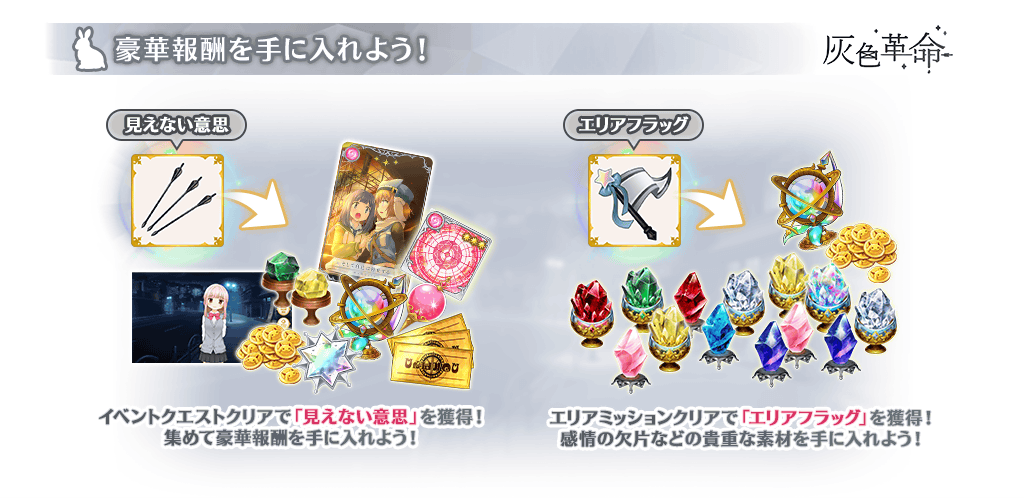 豪華報酬を手に入れよう！
灰色革命
見えない意思
エリアフラッグ
イベントクエストクリアで「見えない意思」を獲得！
集めて豪華報酬を手に入れよう！
エリアミッションクリアで「エリアフラッグ」を獲得！
感情の欠片などの貴重な素材を手に入れよう！